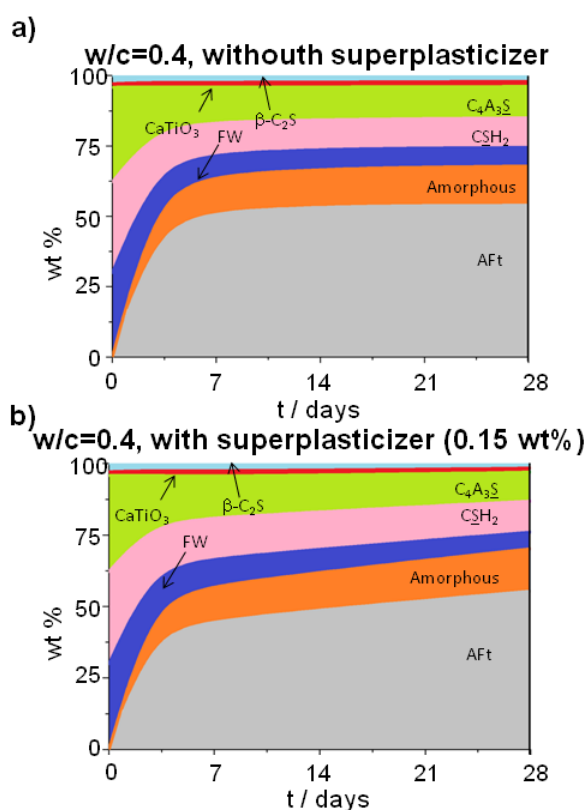 a)
w/c=0.4, withouth superplasticizer
100
75
50
25
0
wt %
C₄A₃S
CaTiO₃
β-C₂S
FW
CSH₂
Amorphous
AFt
0 7 14 21 28
t / days
b)
w/c=0.4, with superplasticizer (0.15 wt%)
100
75
50
25
0
wt %
C₄A₃S
CaTiO₃
β-C₂S
CSH₂
FW
Amorphous
AFt
0 7 14 21 28
t / days